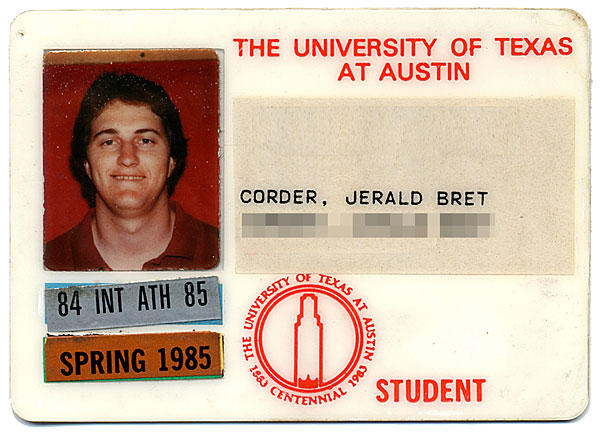 THE UNIVERSITY OF TEXAS
AT AUSTIN
CORDER, JERALD BRET
84 INT ATH 85
SPRING 1985
THE UNIVERSITY OF TEXAS AT AUSTIN
1883 CENTENNIAL 1983
STUDENT